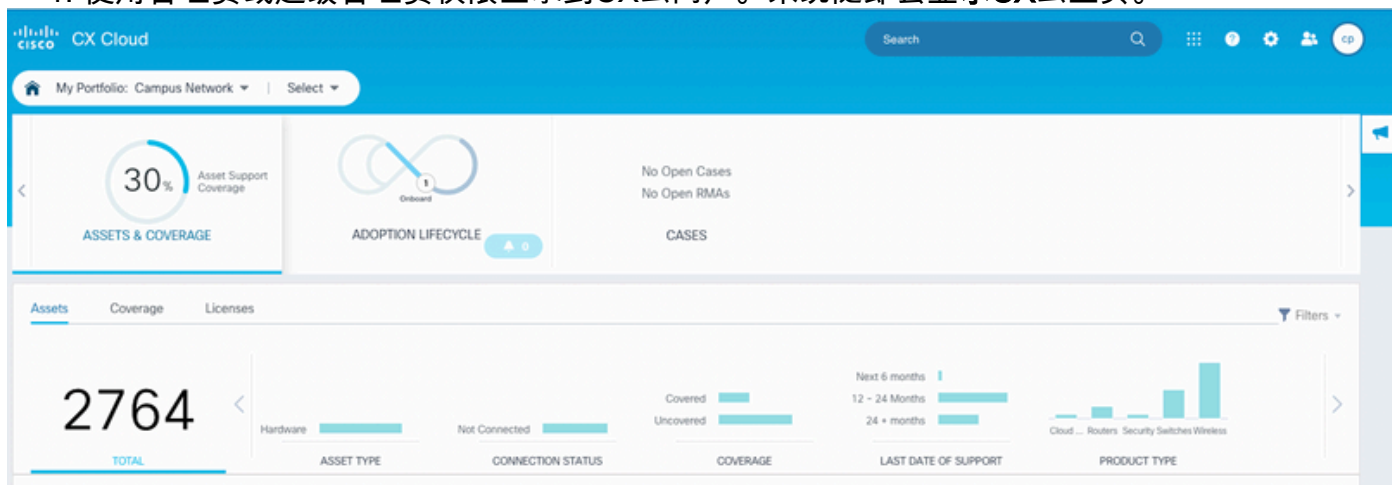 cisco CX Cloud Search cp
My Portfolio: Campus Network | Select
30% Asset Support
Coverage
1
Onboard
No Open Cases
No Open RMAs
ASSETS & COVERAGE ADOPTION LIFECYCLE 0 CASES
Assets Coverage Licenses Filters
2764
Next 6 months
Covered 12 - 24 Months
Uncovered 24 + months
Hardware Not Connected Cloud ... Routers Security Switches Wireless
TOTAL ASSET TYPE CONNECTION STATUS COVERAGE LAST DATE OF SUPPORT PRODUCT TYPE